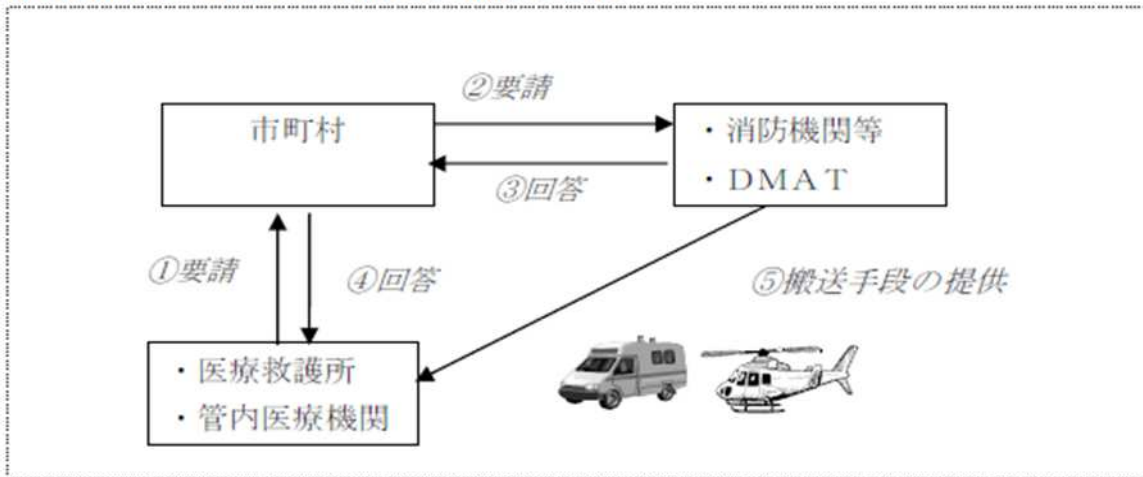 ②要請
市町村
・消防機関等
・ＤＭＡＴ
③回答
①要請
④回答
⑤搬送手段の提供
・医療救護所
・管内医療機関